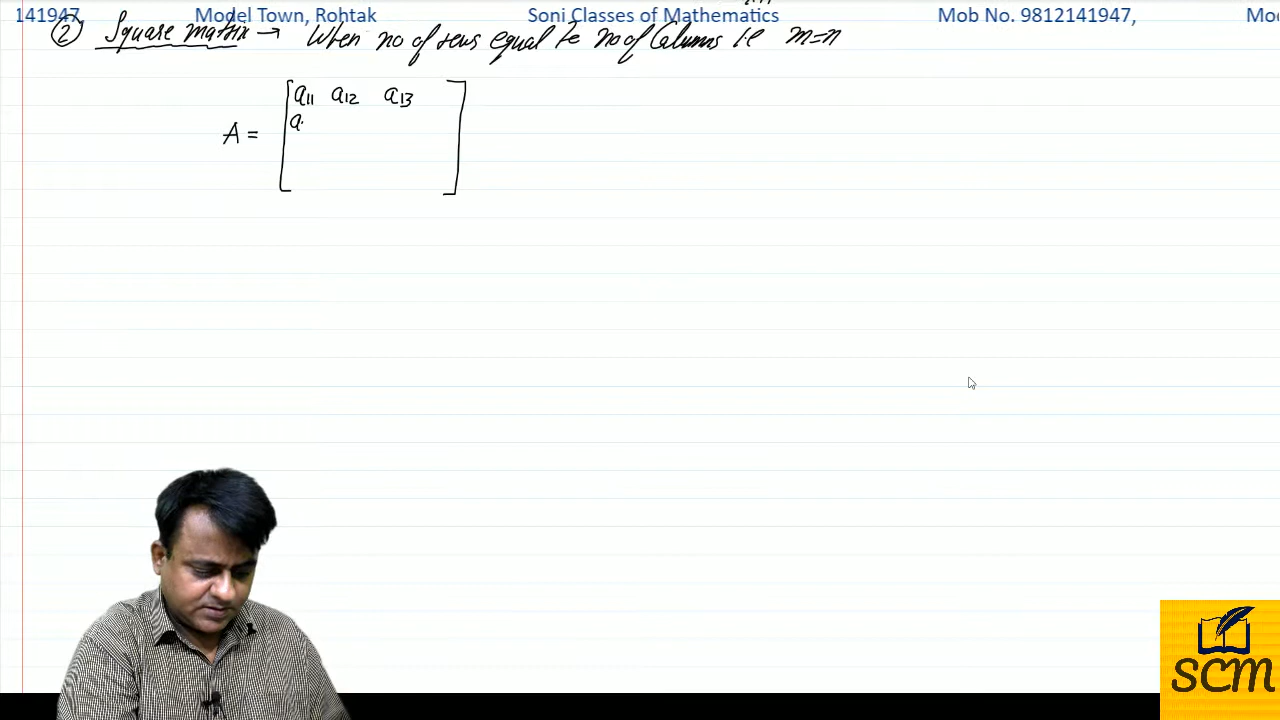 141947, Model Town, Rohtak Soni Classes of Mathematics Mob No. 9812141947, Mo
② Square matrix → When no of rows equal to no of Columns i.e m=n
A = [ a11 a12 a13
a
SCM